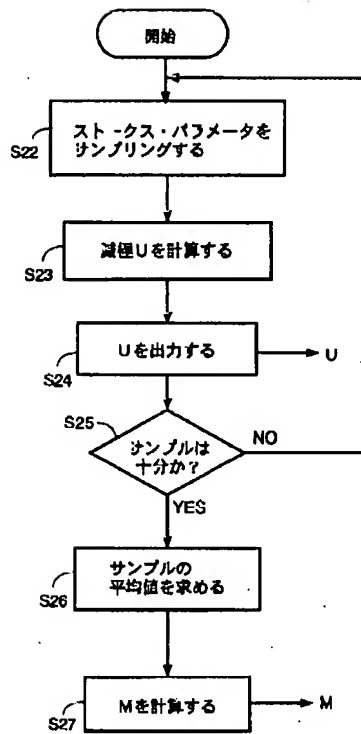 開始
ストークス・パラメータを
サンプリングする
S22
減径Uを計算する
S23
Uを出力する
U
S24
S25
サンプルは
十分か?
NO
YES
サンプルの
平均値を求める
S26
Mを計算する
M
S27